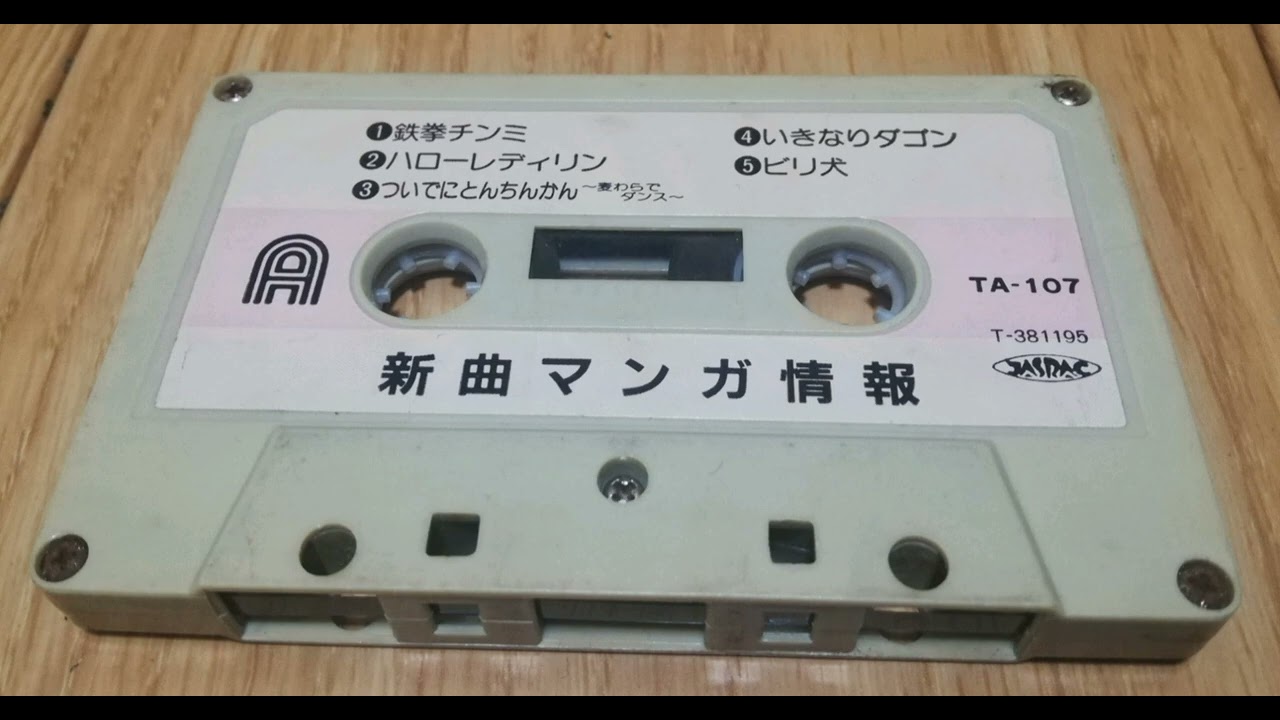 ❶鉄拳チンミ
❷ハローレディリン
❸ついでにとんちんかん～麦わらでダンス～
❹いきなりダゴン
❺ビリ犬
A
TA-107
T-381195
JASRAC
新曲マンガ情報